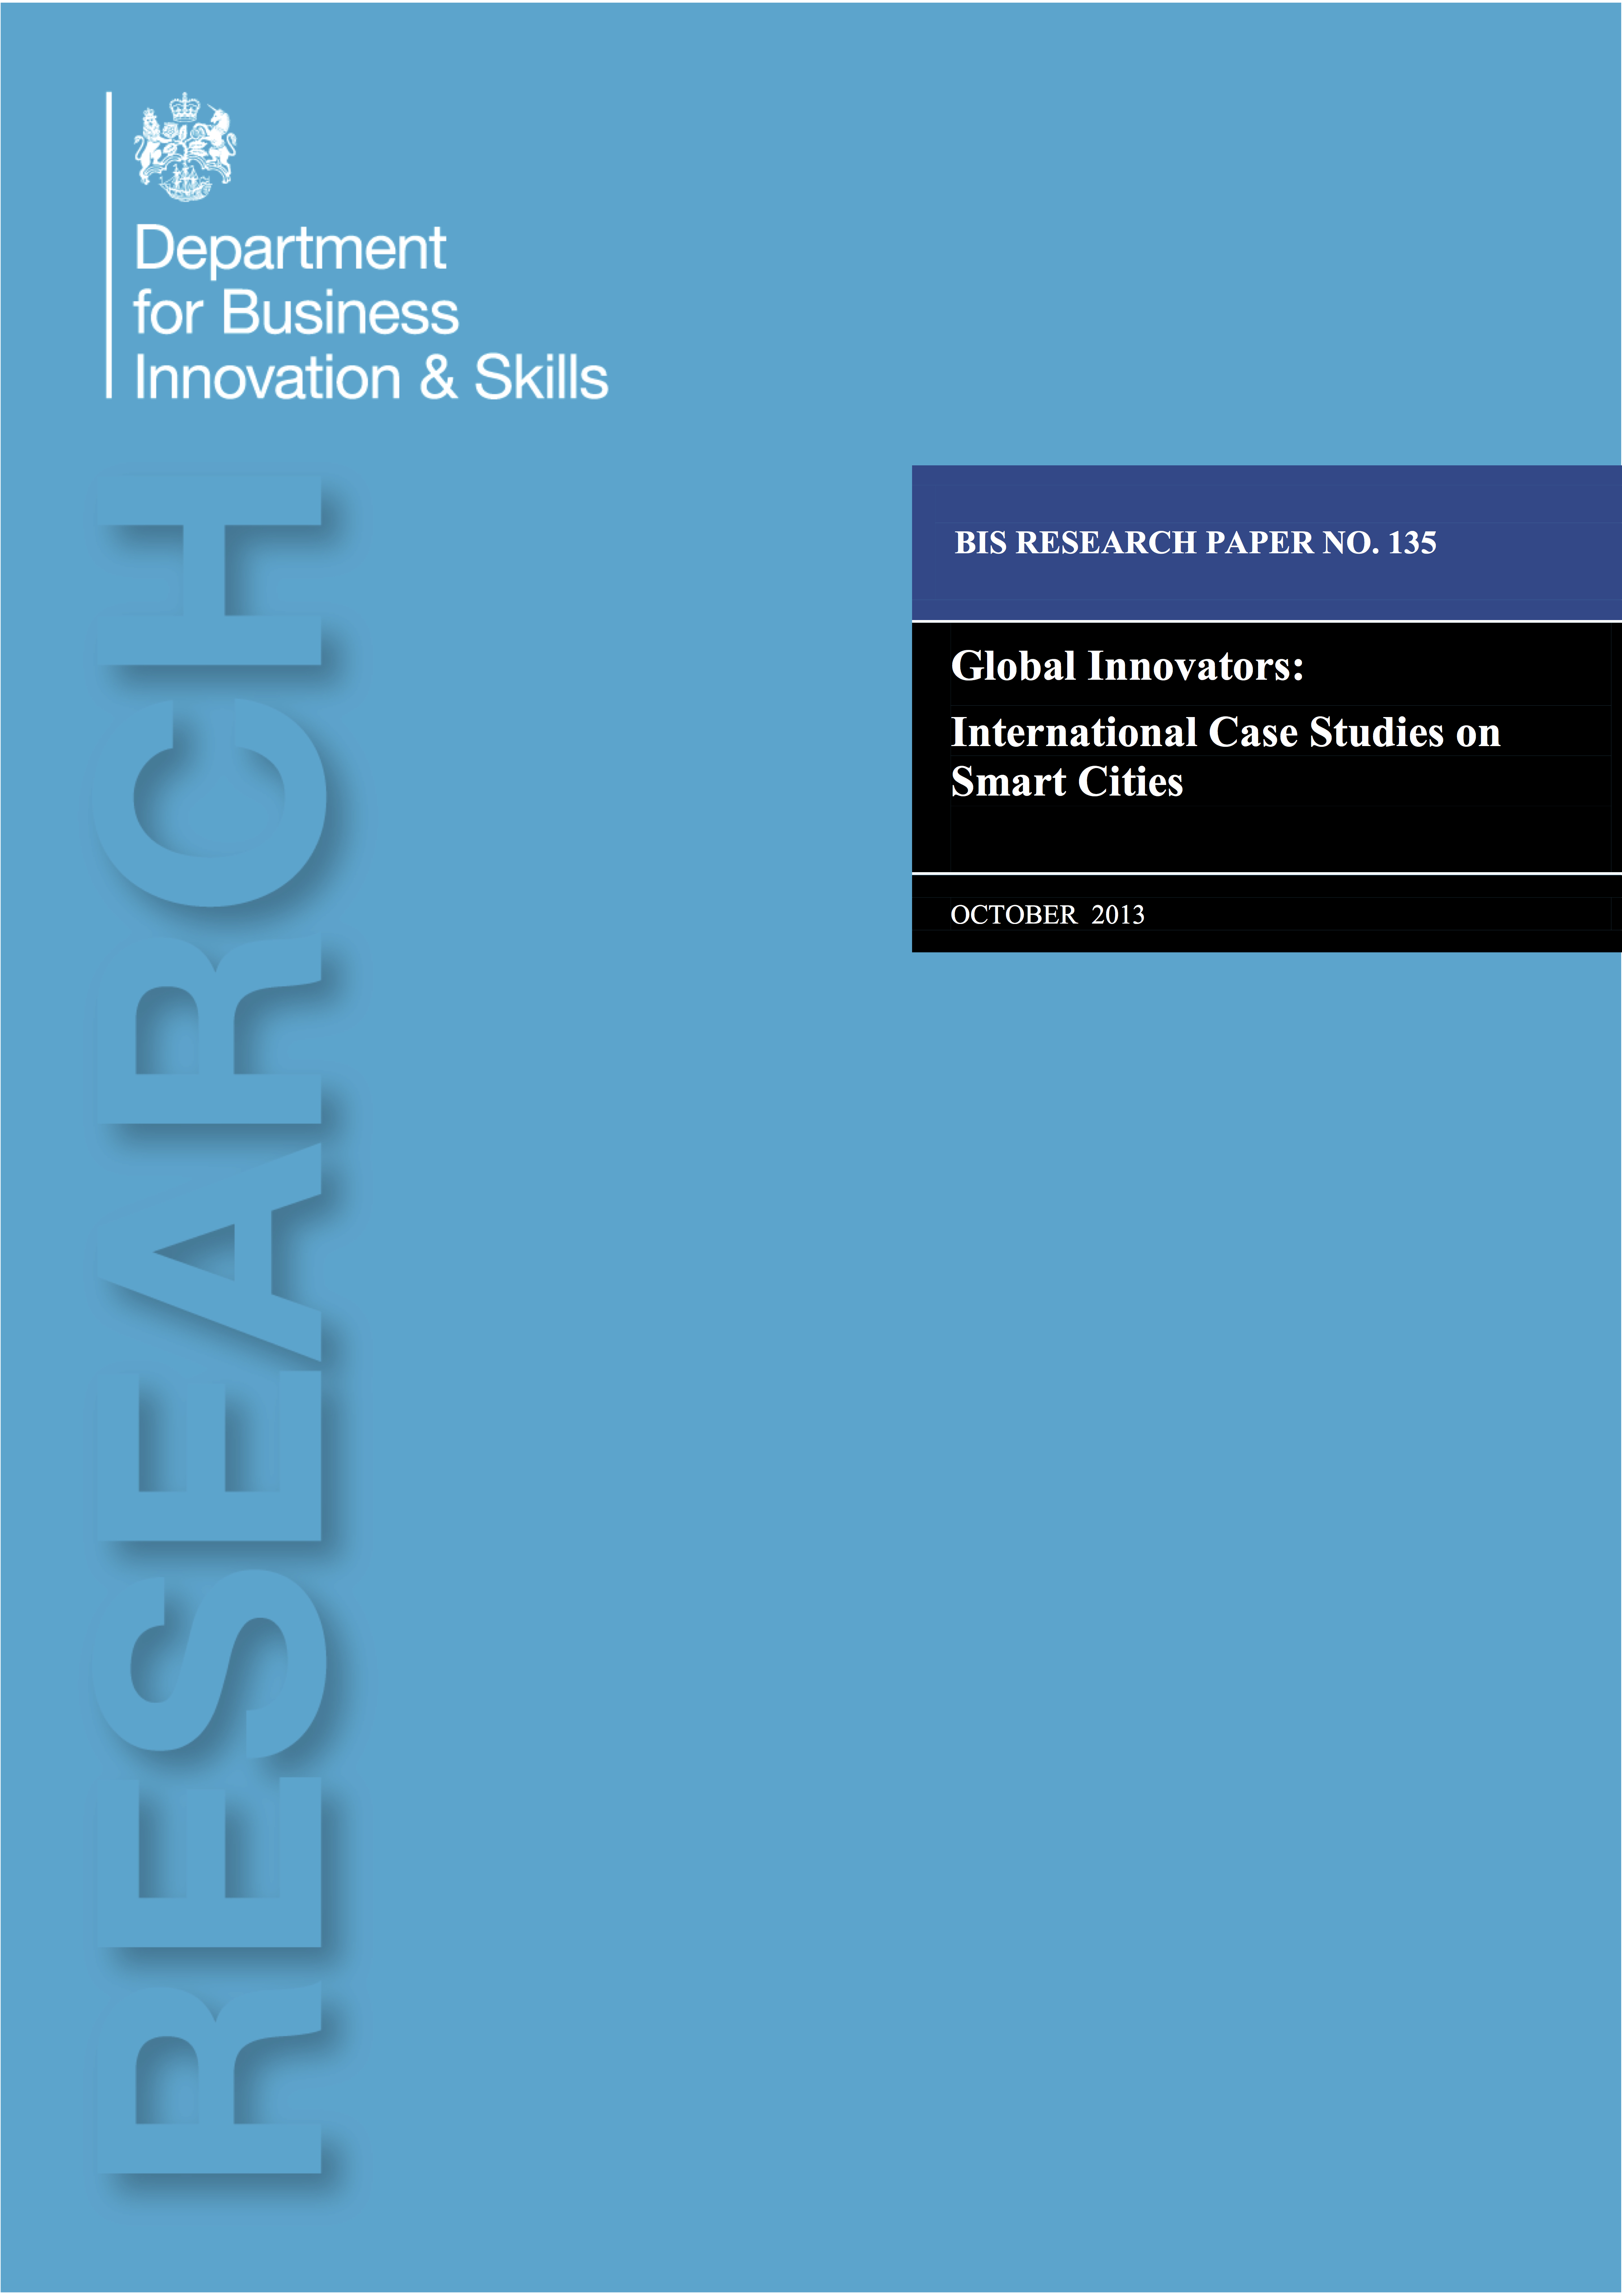 Department
for Business
Innovation & Skills
RESEARCH
BIS RESEARCH PAPER NO. 135
Global Innovators:
International Case Studies on
Smart Cities
OCTOBER 2013